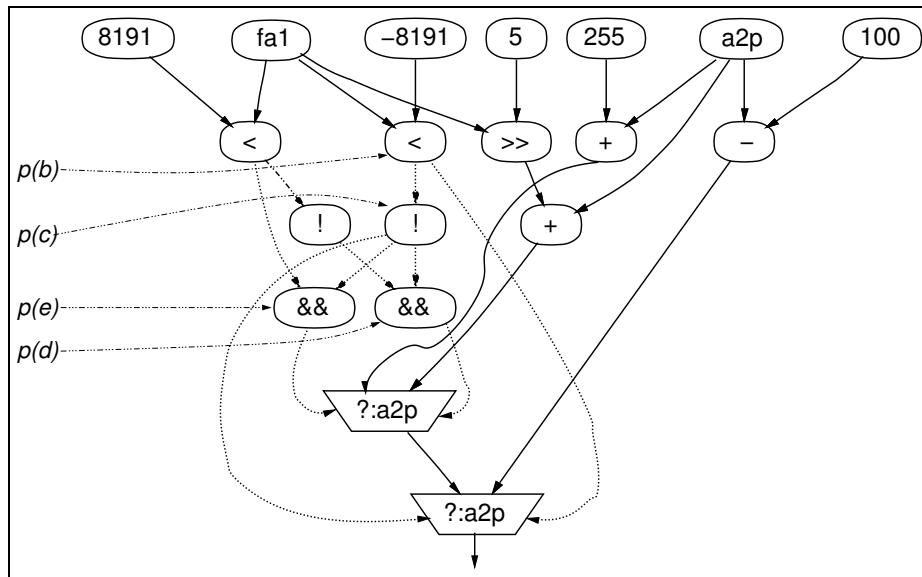 8191 fa1 −8191 5 255 a2p 100
< < >> + −
p(b)
p(c) ! ! +
p(e) && &&
p(d)
?:a2p
?:a2p